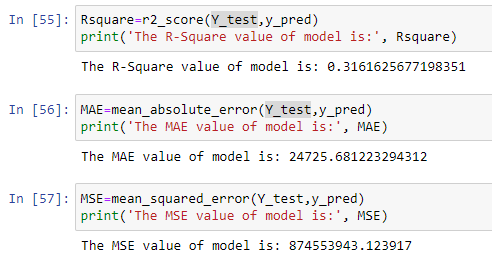 In [55]: Rsquare=r2_score(Y_test,y_pred)
print('The R-Square value of model is:', Rsquare)
The R-Square value of model is: 0.3161625677198351
In [56]: MAE=mean_absolute_error(Y_test,y_pred)
print('The MAE value of model is:', MAE)
The MAE value of model is: 24725.681223294312
In [57]: MSE=mean_squared_error(Y_test,y_pred)
print('The MSE value of model is:', MSE)
The MSE value of model is: 874553943.123917